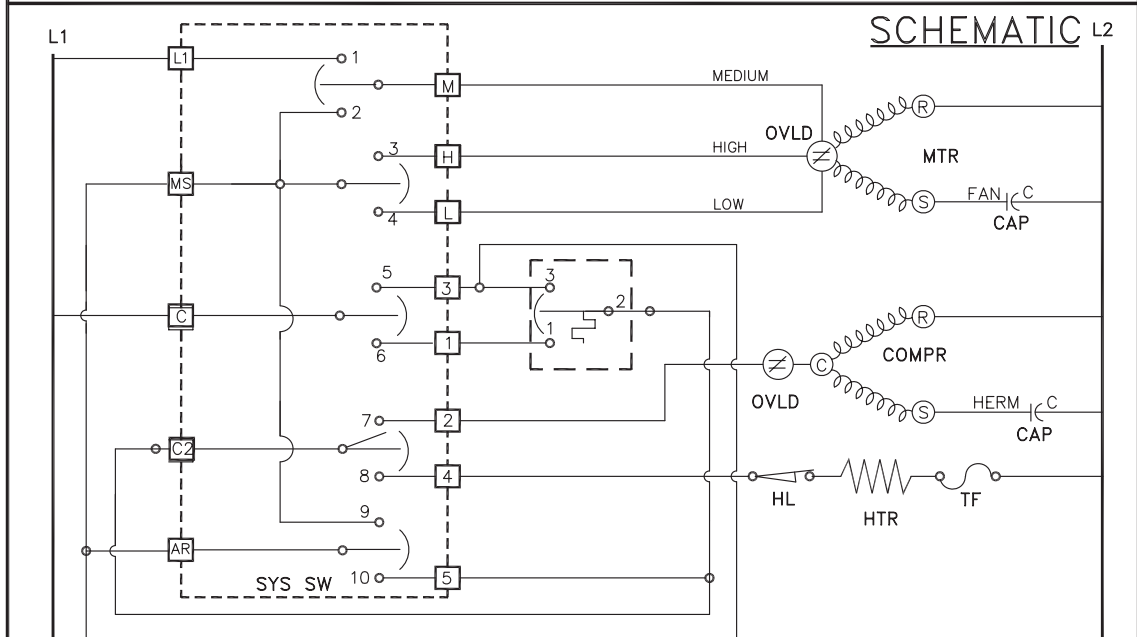 SCHEMATIC
L1
L2
L1
1
M
MEDIUM
2
R
OVLD
3
H
HIGH
MTR
MS
4
L
LOW
S
FAN
C
CAP
5
3
3
2
C
R
1
1
6
COMPR
C
OVLD
7
2
HERM
C
S
CAP
C2
8
4
HL
HTR
TF
9
AR
10
5
SYS SW